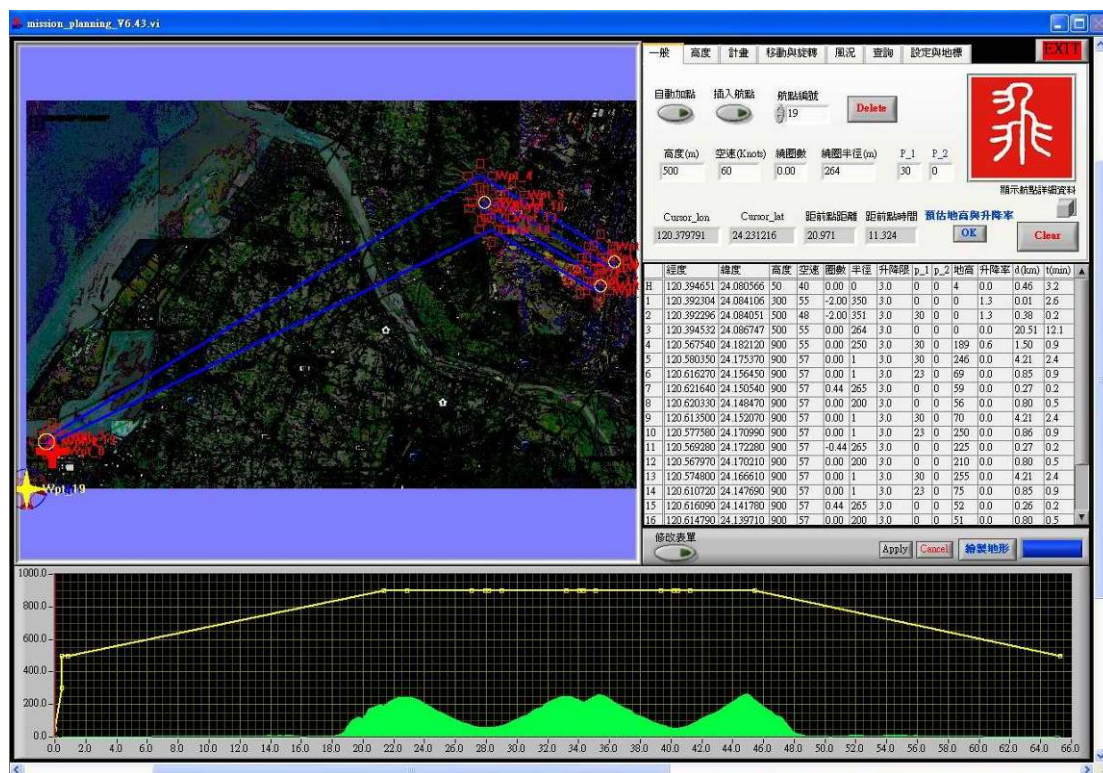 mission_planning_V6.43.vi
一般 高度 計畫 移動與旋轉 風況 查詢 設定與地標 EXIT
自動加點 插入航點 航點編號
19 Delete
高度(m) 空速(Knots) 繞圈數 繞圈半徑(m) P_1 P_2
500 60 0.00 264 30 0
顯示航點詳細資料
Cursor_lon Cursor_lat 距前點距離 距前點時間 預估地高與升降率
120.379791 24.231216 20.971 11.324 OK Clear
經度 緯度 高度 空速 圈數 半徑 升降限 p_1 p_2 地高 升降率 d(km) t(min)
H 120.394651 24.080566 50 40 0.00 0 3.0 0 0 4 0.0 0.46 3.2
1 120.392304 24.084106 300 55 -2.00 350 3.0 0 0 0 1.3 0.01 2.6
2 120.392296 24.084051 500 48 -2.00 351 3.0 30 0 0 1.3 0.38 0.2
3 120.394532 24.086747 500 55 0.00 264 3.0 0 0 0 0.0 20.51 12.1
4 120.567540 24.182120 900 55 0.00 250 3.0 30 0 189 0.6 1.50 0.9
5 120.580350 24.175370 900 57 0.00 1 3.0 30 0 246 0.0 4.21 2.4
6 120.616270 24.156450 900 57 0.00 1 3.0 23 0 69 0.0 0.85 0.9
7 120.621640 24.150540 900 57 0.44 265 3.0 0 0 59 0.0 0.27 0.2
8 120.620330 24.148470 900 57 0.00 200 3.0 0 0 56 0.0 0.80 0.5
9 120.613500 24.152070 900 57 0.00 1 3.0 30 0 70 0.0 4.21 2.4
10 120.577580 24.170990 900 57 0.00 1 3.0 23 0 250 0.0 0.86 0.9
11 120.569280 24.172280 900 57 -0.44 265 3.0 0 0 225 0.0 0.27 0.2
12 120.567970 24.170210 900 57 0.00 200 3.0 0 0 210 0.0 0.80 0.5
13 120.574800 24.166610 900 57 0.00 1 3.0 30 0 255 0.0 4.21 2.4
14 120.610720 24.147690 900 57 0.00 1 3.0 23 0 75 0.0 0.85 0.9
15 120.616090 24.141780 900 57 0.44 265 3.0 0 0 52 0.0 0.26 0.2
16 120.614790 24.139710 900 57 0.00 200 3.0 0 0 51 0.0 0.80 0.5
修改表單
Apply Cancel 繪製地形
Wpt_4
Wpt_19
1000.0
800.0
600.0
400.0
200.0
0.0
0.0 2.0 4.0 6.0 8.0 10.0 12.0 14.0 16.0 18.0 20.0 22.0 24.0 26.0 28.0 30.0 32.0 34.0 36.0 38.0 40.0 42.0 44.0 46.0 48.0 50.0 52.0 54.0 56.0 58.0 60.0 62.0 64.0 66.0